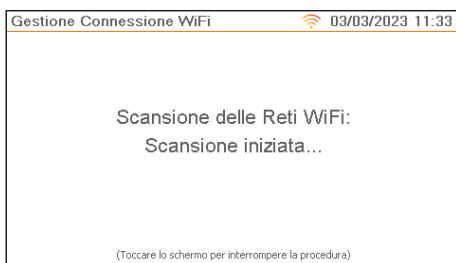 Gestione Connessione WiFi 03/03/2023 11:33
Scansione delle Reti WiFi:
Scansione iniziata...
(Toccare lo schermo per interrompere la procedura)